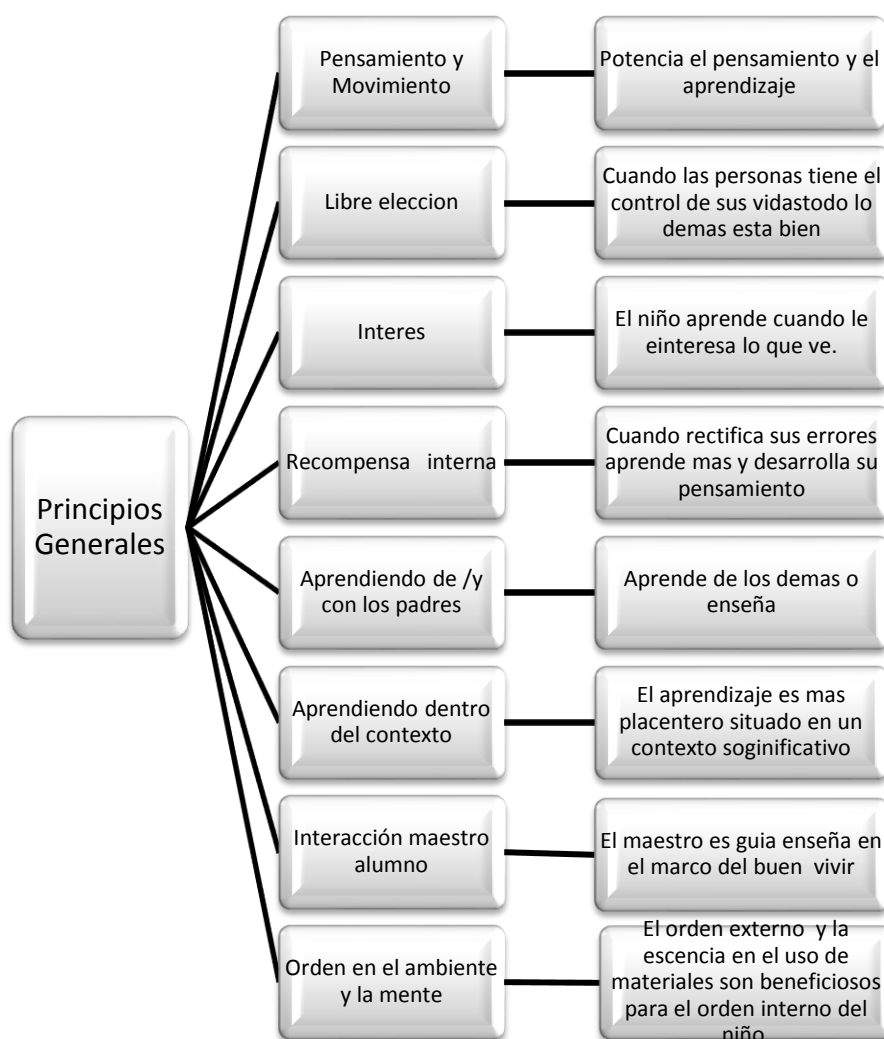 Principios
Generales
Pensamiento y
Movimiento
Potencia el pensamiento y el
aprendizaje
Libre eleccion
Cuando las personas tiene el
control de sus vidastodo lo
demas esta bien
Interes
El niño aprende cuando le
einteresa lo que ve.
Recompensa interna
Cuando rectifica sus errores
aprende mas y desarrolla su
pensamiento
Aprendiendo de /y
con los padres
Aprende de los demas o
enseña
Aprendiendo dentro
del contexto
El aprendizaje es mas
placentero situado en un
contexto soginificativo
Interacción maestro
alumno
El maestro es guia enseña en
el marco del buen vivir
Orden en el ambiente
y la mente
El orden externo y la
escencia en el uso de
materiales son beneficiosos
para el orden interno del
niño